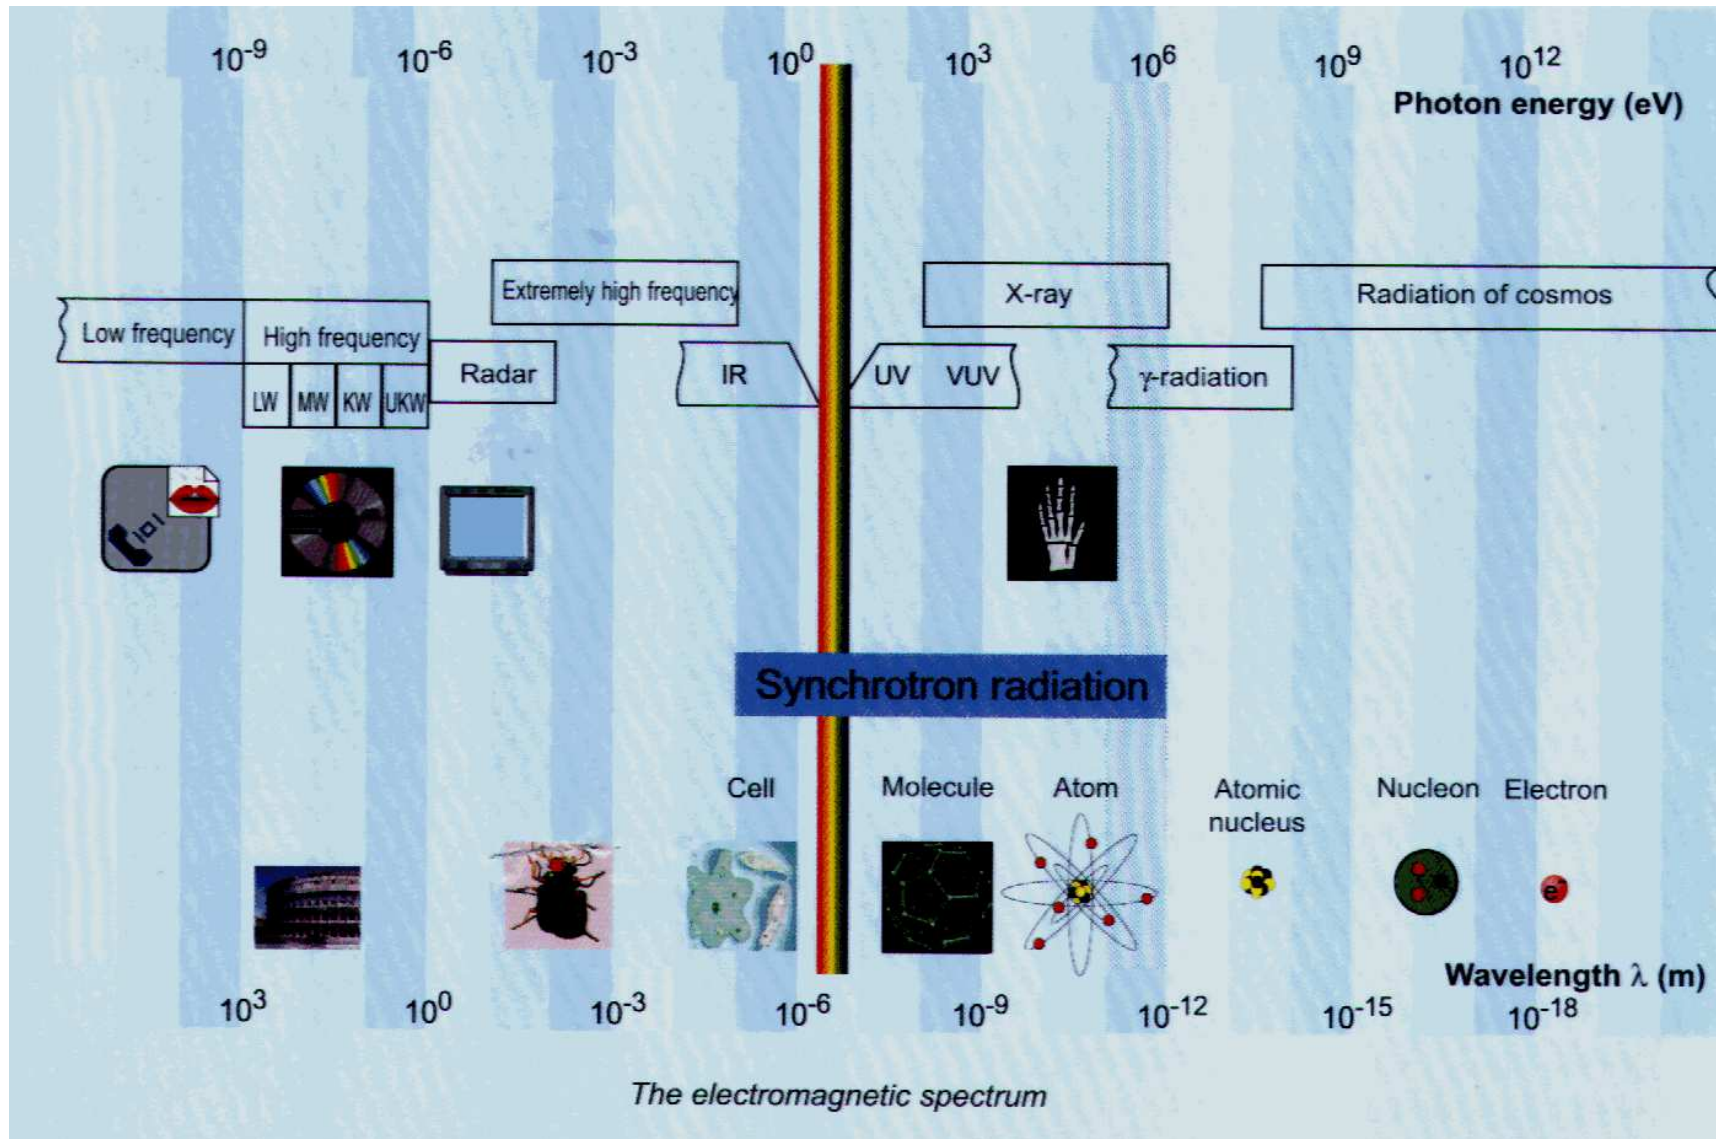 10-9 10-6 10-3 100 103 106 109 1012
Photon energy (eV)
Extremely high frequency X-ray Radiation of cosmos
Low frequency High frequency
Radar IR UV VUV γ-radiation
LW MW KW UKW
Synchrotron radiation
Cell Molecule Atom Atomic nucleus Nucleon Electron
e-
Wavelength λ (m)
103 100 10-3 10-6 10-9 10-12 10-15 10-18
The electromagnetic spectrum